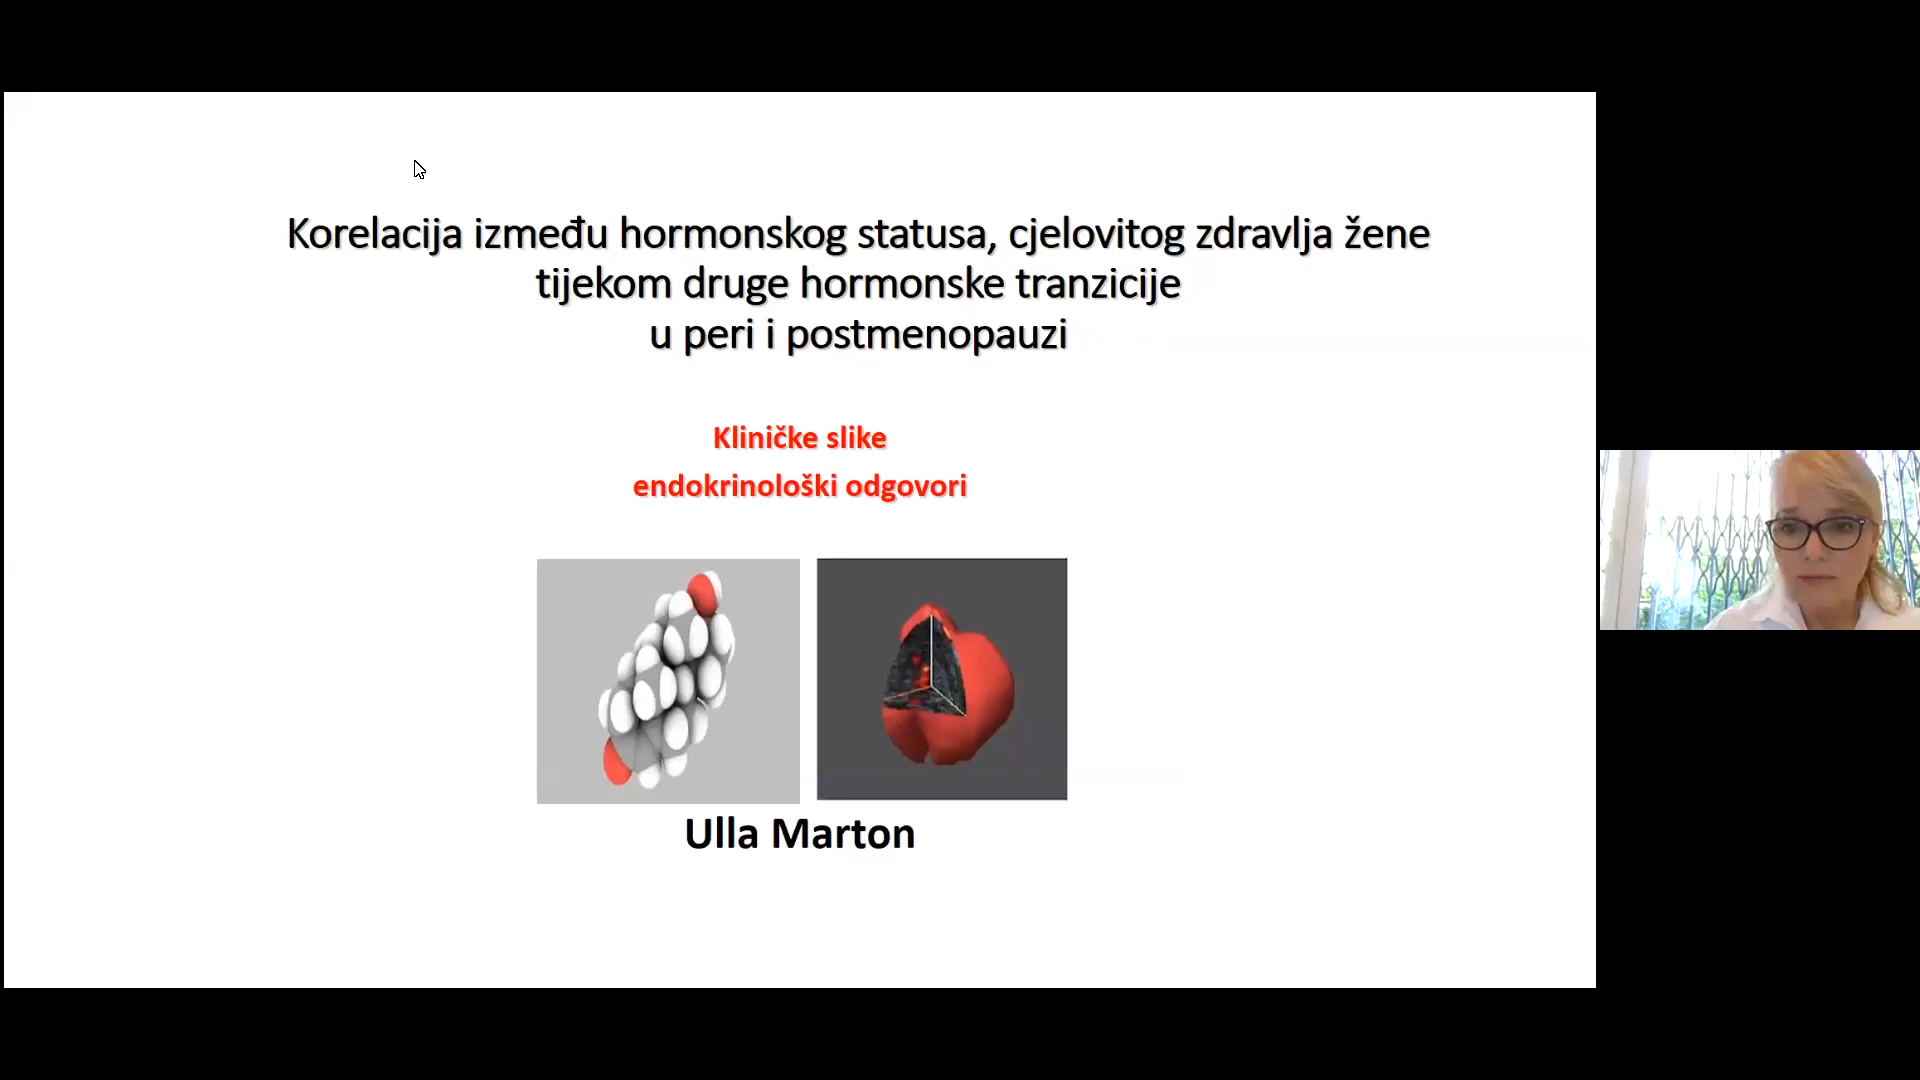 Korelacija između hormonskog statusa, cjelovitog zdravlja žene
tijekom druge hormonske tranzicije
u peri i postmenopauzi
Kliničke slike
endokrinološki odgovori
Ulla Marton